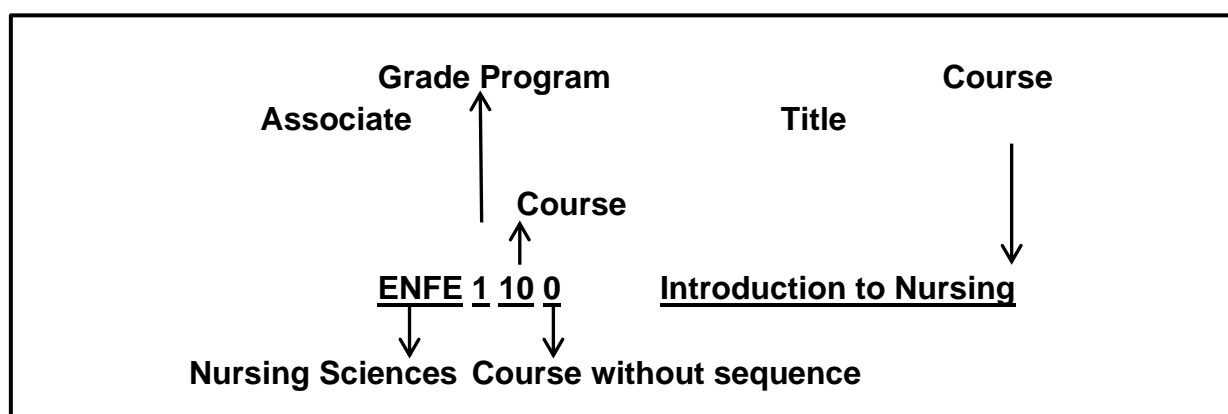 Grade Program Course
Associate Title
Course
ENFE 1 10 0 Introduction to Nursing
Nursing Sciences Course without sequence